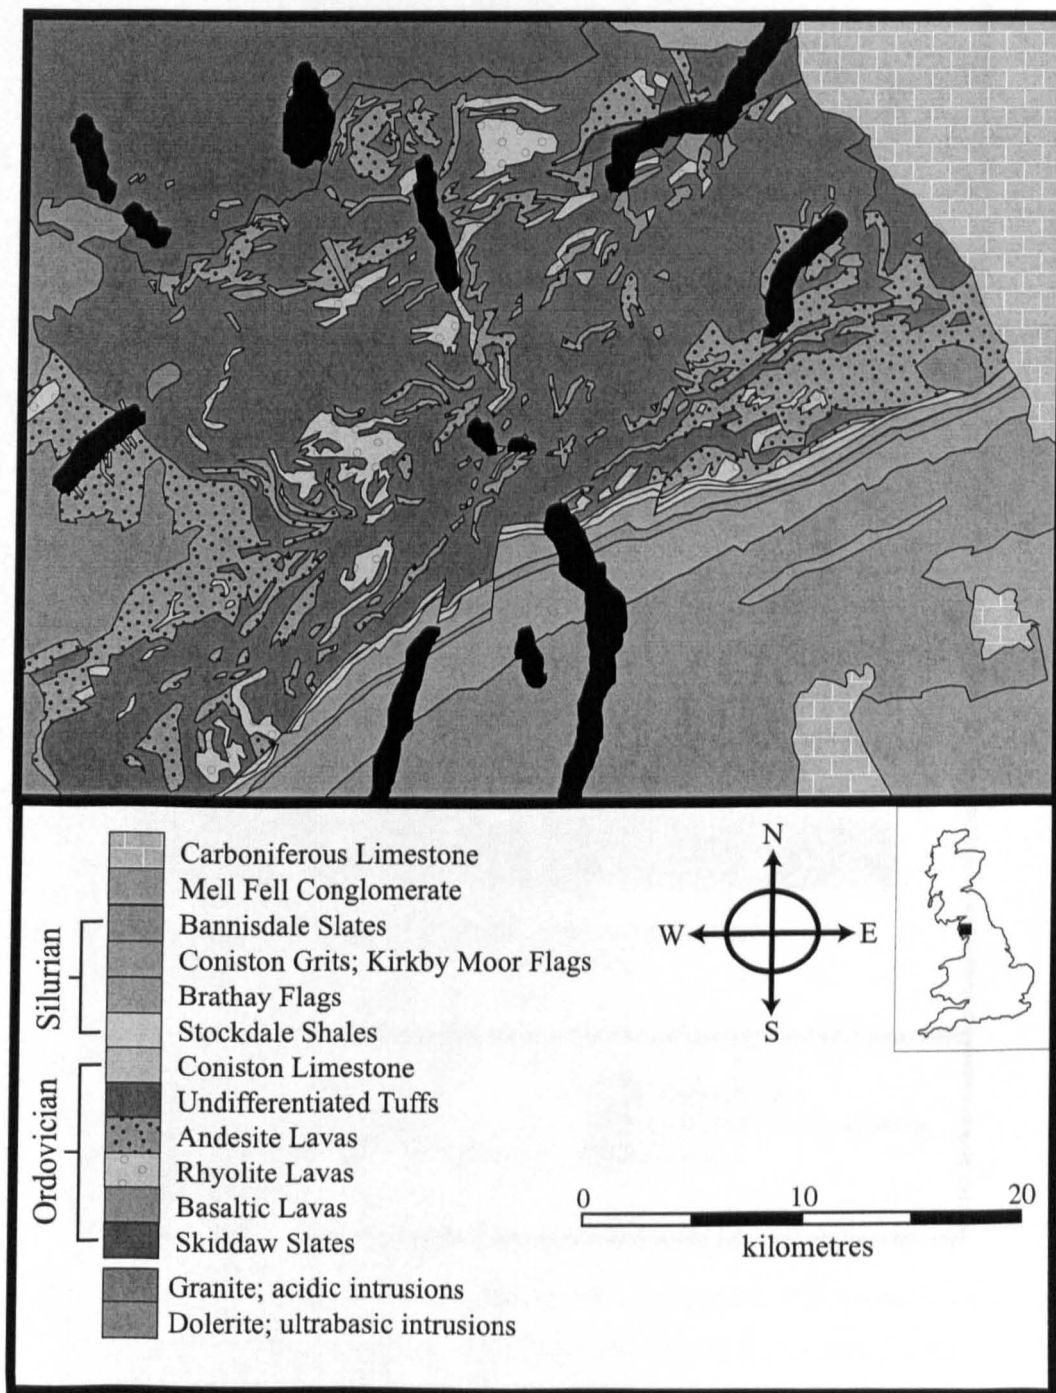 Carboniferous Limestone
Mell Fell Conglomerate
Bannisdale Slates
Coniston Grits; Kirkby Moor Flags
Brathay Flags
Stockdale Shales
Coniston Limestone
Undifferentiated Tuffs
Andesite Lavas
Rhyolite Lavas
Basaltic Lavas
Skiddaw Slates
Granite; acidic intrusions
Dolerite; ultrabasic intrusions
Silurian
Ordovician
N
W E
S
0 10 20
kilometres